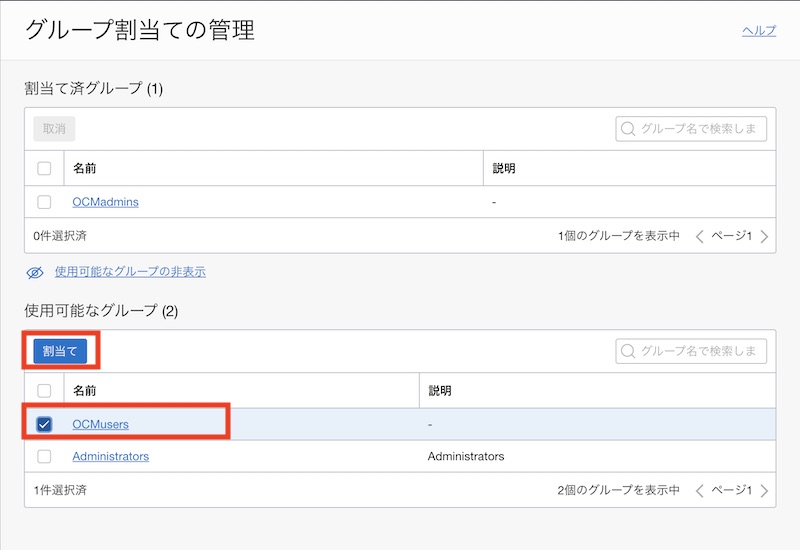 グループ割当ての管理
ヘルプ
割当て済グループ (1)
取消
グループ名で検索しま
名前
説明
OCMadmins
-
0件選択済
1個のグループを表示中
ページ1
使用可能なグループの非表示
使用可能なグループ (2)
割当て
グループ名で検索しま
名前
説明
OCMusers
-
Administrators
Administrators
1件選択済
2個のグループを表示中
ページ1